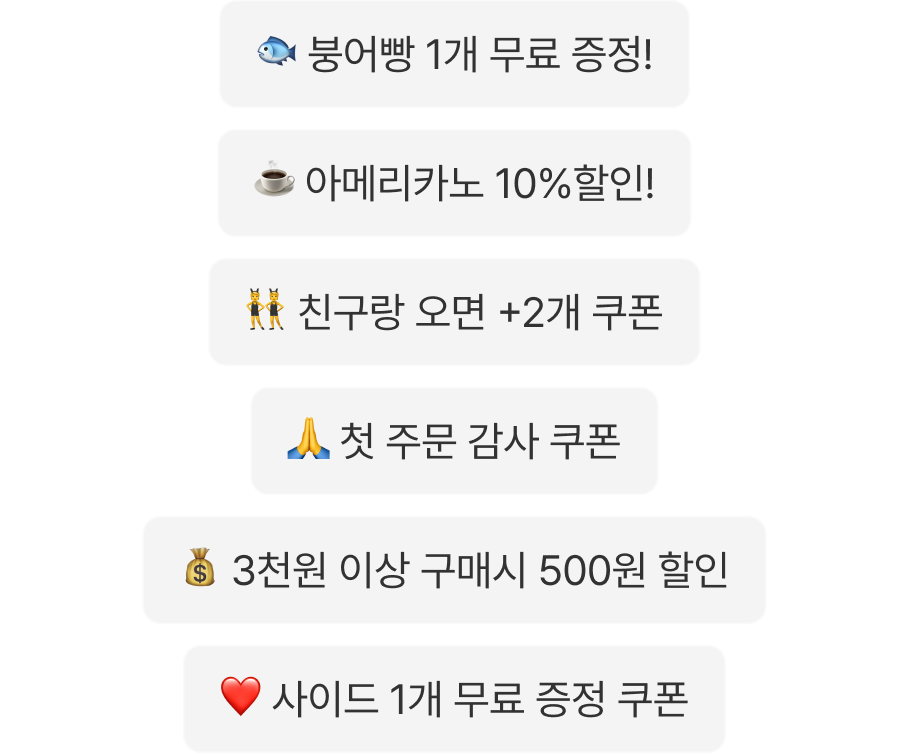 🐟 붕어빵 1개 무료 증정!
☕ 아메리카노 10%할인!
👯 친구랑 오면 +2개 쿠폰
🙏 첫 주문 감사 쿠폰
💰 3천원 이상 구매시 500원 할인
❤️ 사이드 1개 무료 증정 쿠폰